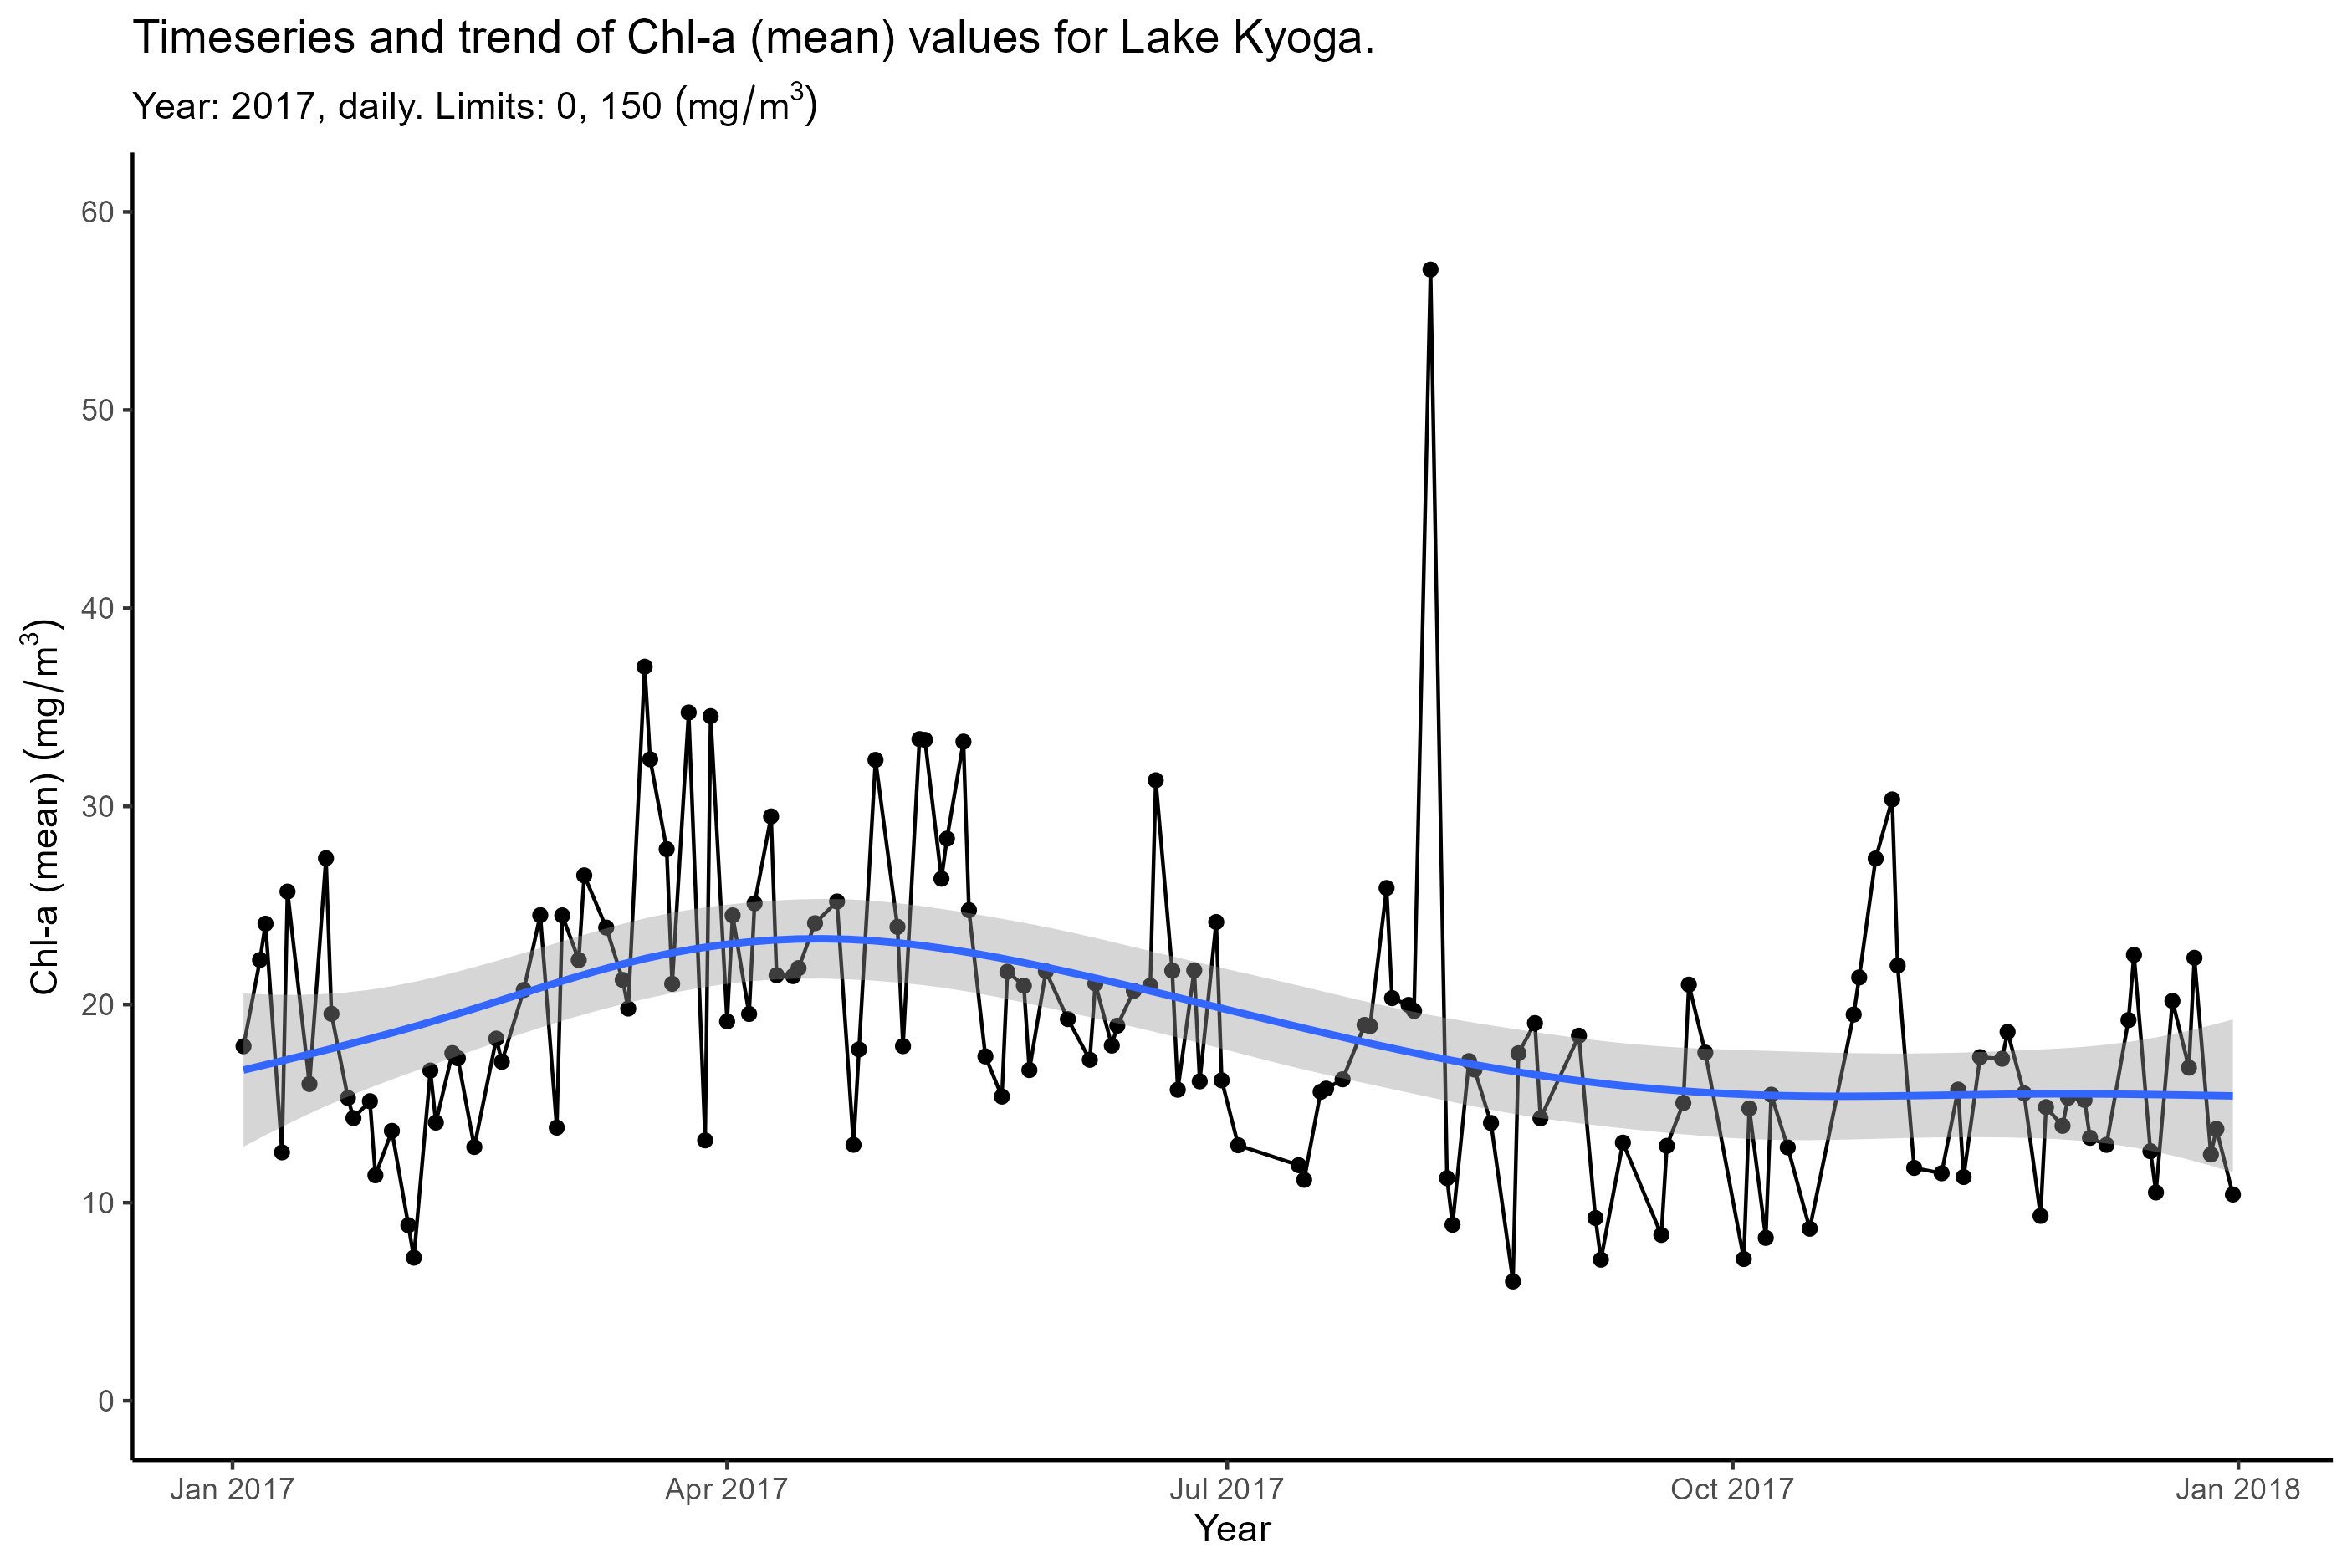 Timeseries and trend of Chl-a (mean) values for Lake Kyoga.
Year: 2017, daily. Limits: 0, 150 (mg/m³)
60
50
40
30
20
10
0
Chl-a (mean) (mg/m³)
Jan 2017
Apr 2017
Jul 2017
Oct 2017
Jan 2018
Year